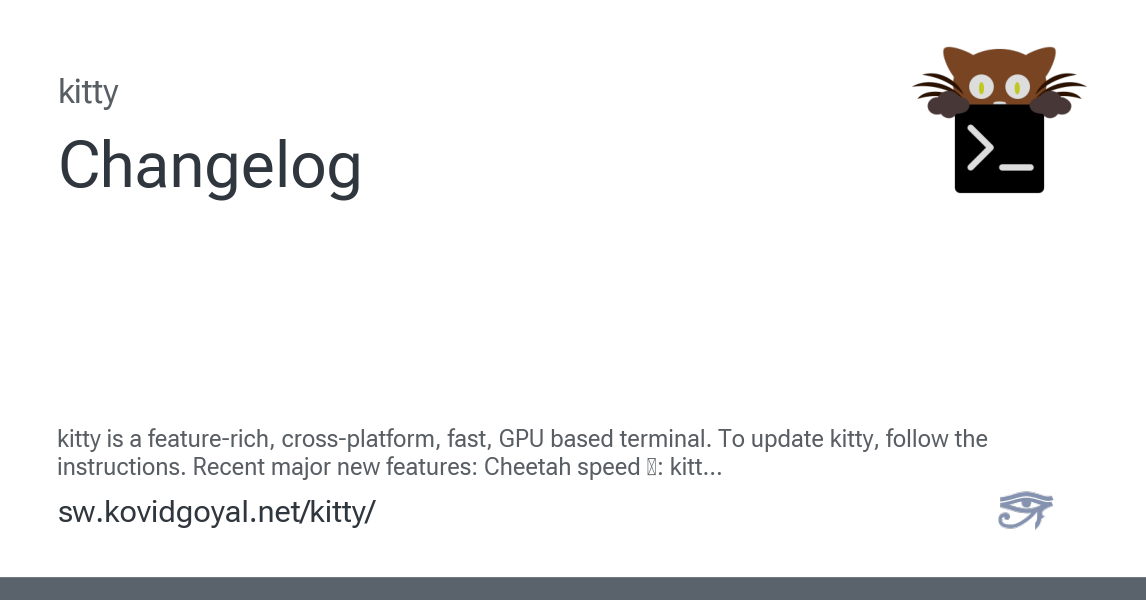 kitty
Changelog
>_
kitty is a feature-rich, cross-platform, fast, GPU based terminal. To update kitty, follow the
instructions. Recent major new features: Cheetah speed ▯: kitt...
sw.kovidgoyal.net/kitty/